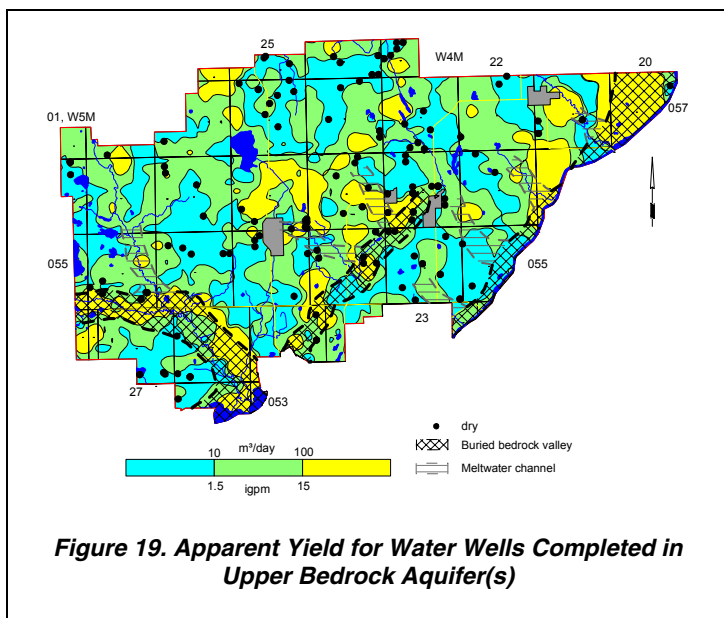 25
W4M
22
20
01, W5M
057
055
055
23
27
053
dry
Buried bedrock valley
Meltwater channel
10 m³/day 100
1.5 igpm 15
Figure 19. Apparent Yield for Water Wells Completed in
Upper Bedrock Aquifer(s)